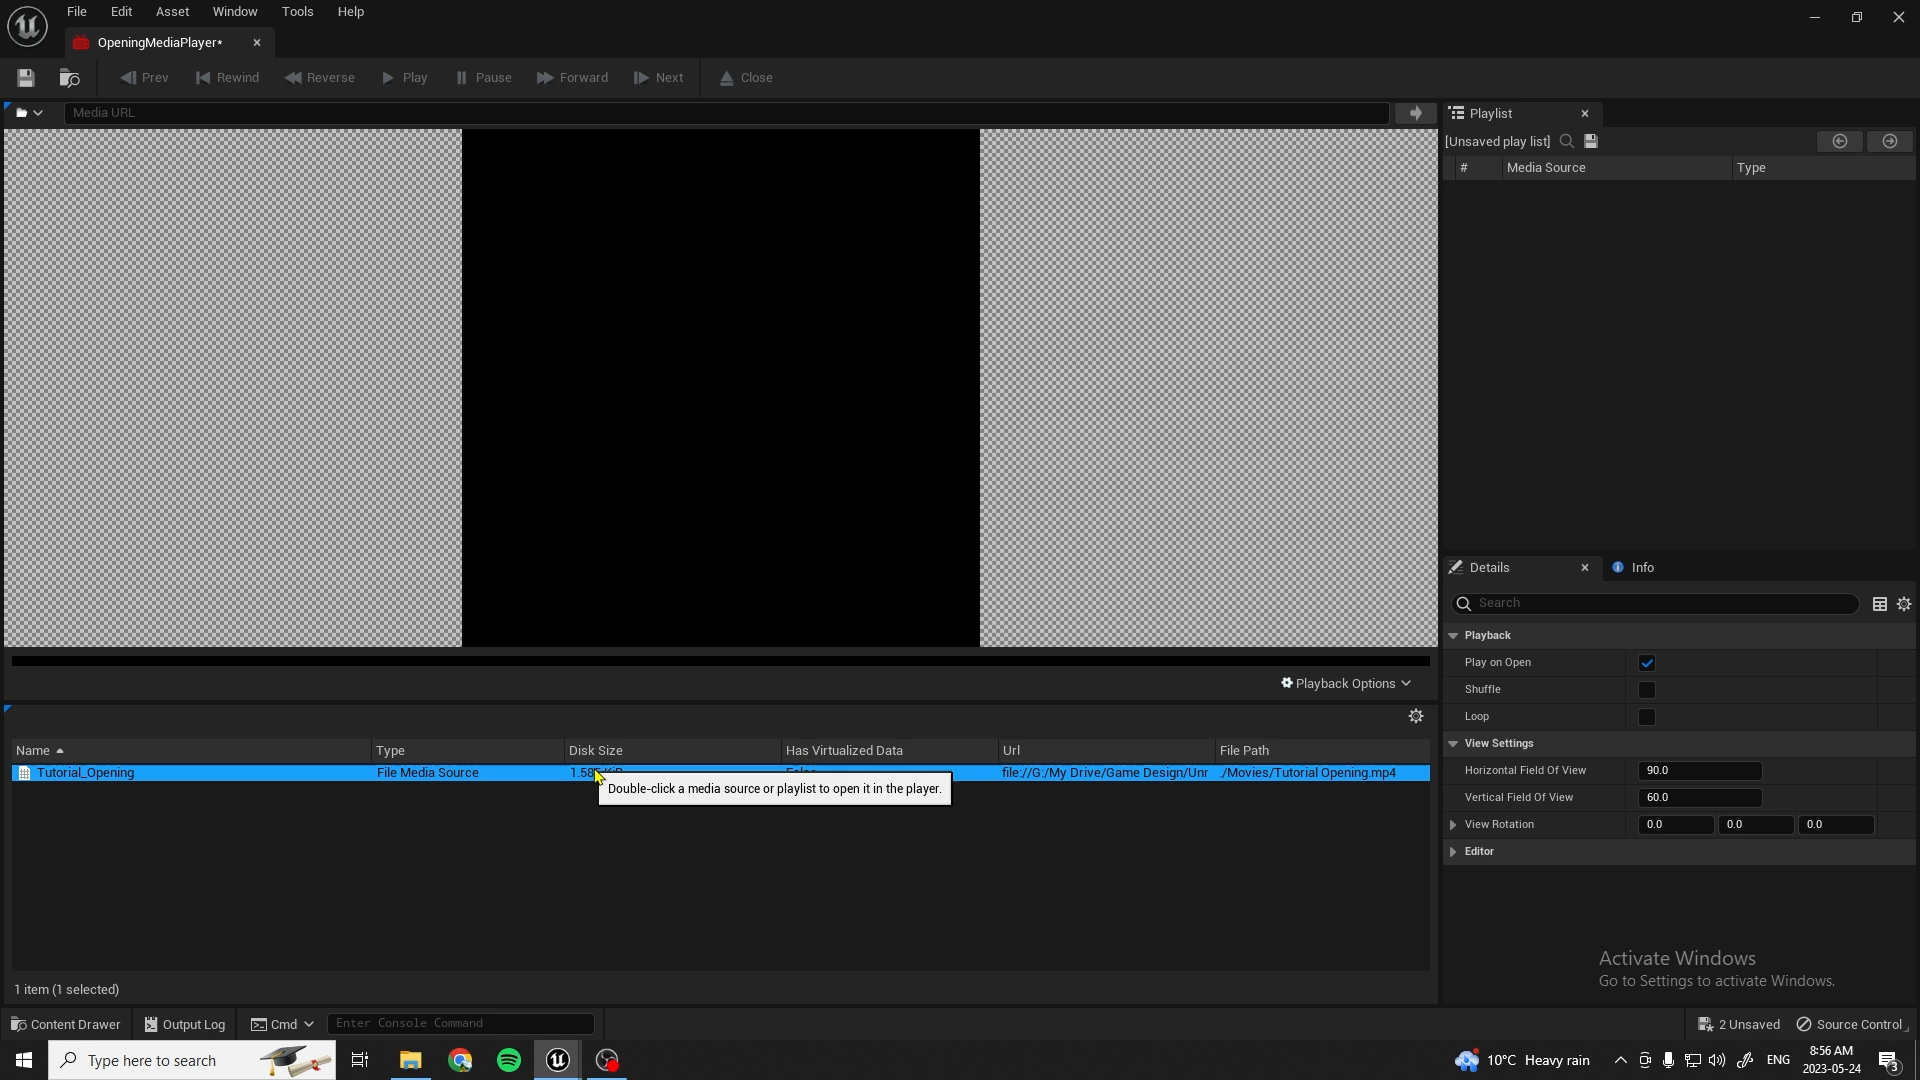 File Edit Asset Window Tools Help
OpeningMediaPlayer*
Prev Rewind Reverse Play Pause Forward Next Close
Media URL
Playlist
[Unsaved play list]
# Media Source Type
Details Info
Search
Playback
Play on Open
Shuffle
Loop
View Settings
Horizontal Field Of View 90.0
Vertical Field Of View 60.0
View Rotation 0.0 0.0 0.0
Editor
Playback Options
Name Type Disk Size Has Virtualized Data Url File Path
Tutorial_Opening File Media Source file://G:/My Drive/Game Design/Unr ./Movies/Tutorial Opening.mp4
Double-click a media source or playlist to open it in the player.
1 item (1 selected)
Activate Windows
Go to Settings to activate Windows.
Content Drawer Output Log Cmd Enter Console Command 2 Unsaved Source Control
Type here to search 10°C Heavy rain ENG 8:56 AM
2023-05-24 3